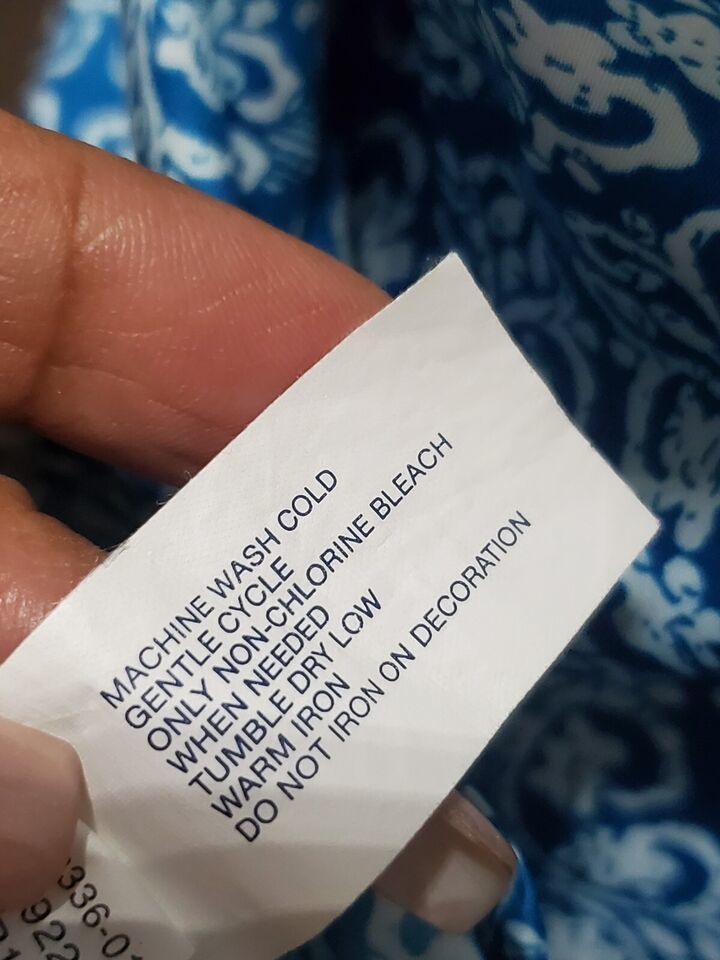 MACHINE WASH COLD
GENTLE CYCLE
ONLY NON-CHLORINE BLEACH
WHEN NEEDED
TUMBLE DRY LOW
WARM IRON
DO NOT IRON ON DECORATION